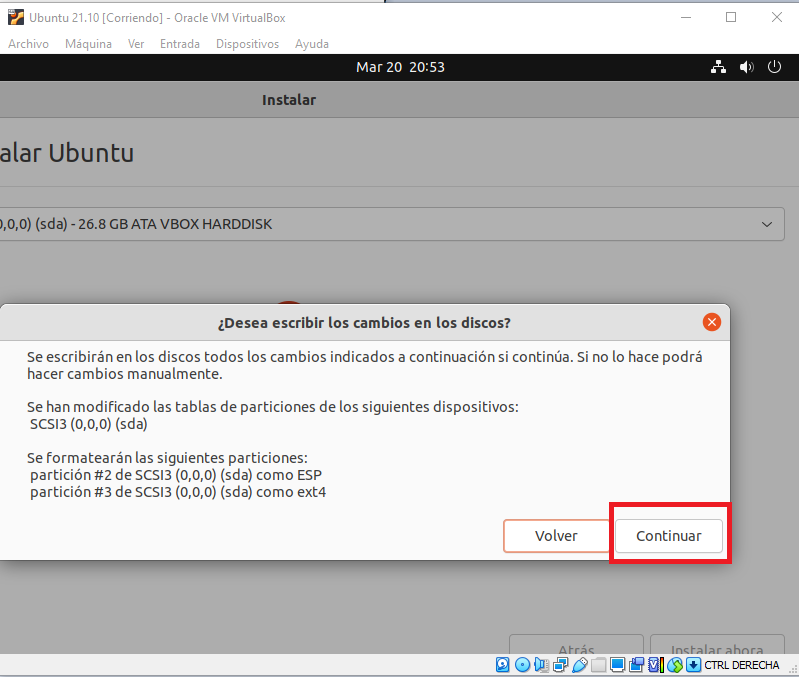 Ubuntu 21.10 [Corriendo] - Oracle VM VirtualBox
Archivo Máquina Ver Entrada Dispositivos Ayuda
Mar 20 20:53
Instalar
alar Ubuntu
0,0,0) (sda) - 26.8 GB ATA VBOX HARDDISK
¿Desea escribir los cambios en los discos?
Se escribirán en los discos todos los cambios indicados a continuación si continúa. Si no lo hace podrá
hacer cambios manualmente.
Se han modificado las tablas de particiones de los siguientes dispositivos:
SCSI3 (0,0,0) (sda)
Se formatearán las siguientes particiones:
partición #2 de SCSI3 (0,0,0) (sda) como ESP
partición #3 de SCSI3 (0,0,0) (sda) como ext4
Volver Continuar
Atrás Instalar ahora
CTRL DERECHA